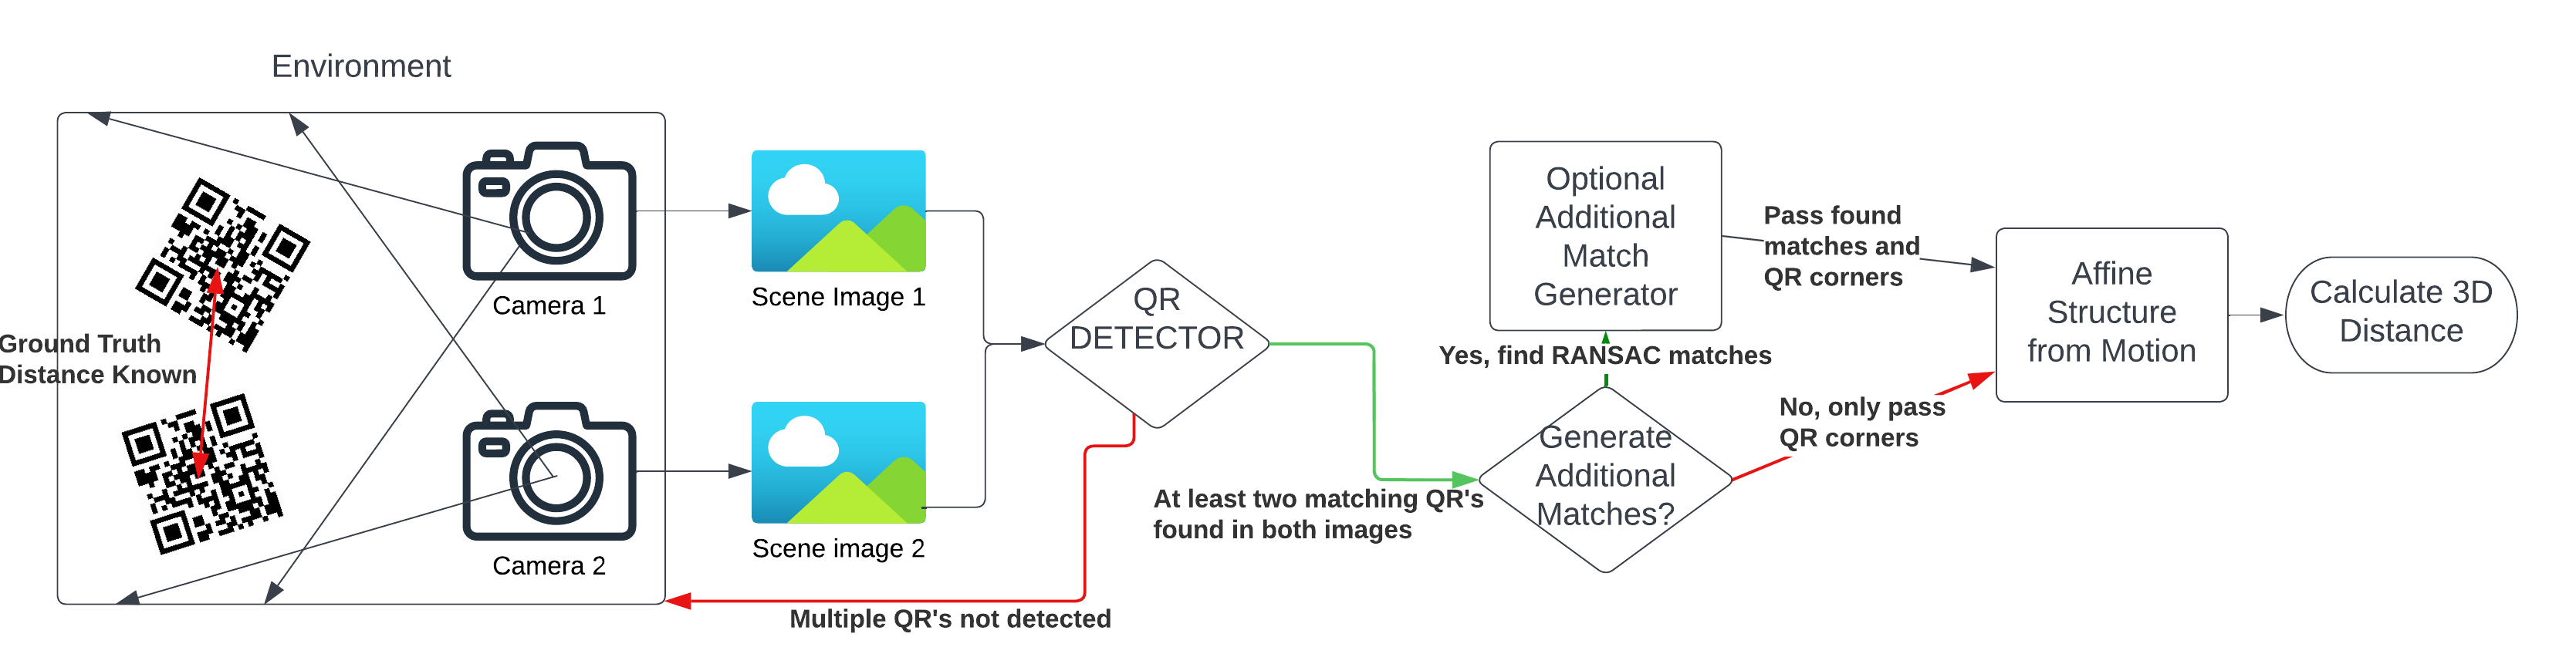 Environment
Camera 1
Ground Truth
Distance Known
Camera 2
Scene Image 1
Scene image 2
QR
DETECTOR
Multiple QR's not detected
At least two matching QR's
found in both images
Optional
Additional
Match
Generator
Yes, find RANSAC matches
Generate
Additional
Matches?
Pass found
matches and
QR corners
No, only pass
QR corners
Affine
Structure
from Motion
Calculate 3D
Distance